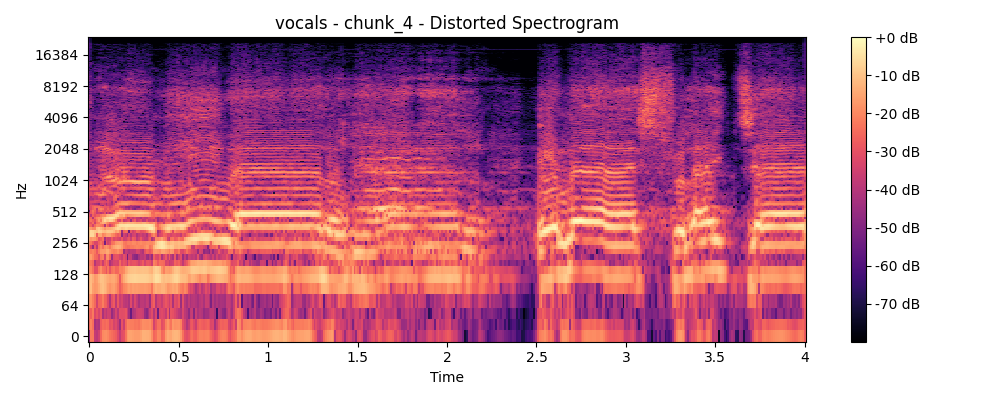 vocals - chunk_4 - Distorted Spectrogram
Hz
16384
8192
4096
2048
1024
512
256
128
64
0
0 0.5 1 1.5 2 2.5 3 3.5 4
Time
+0 dB
-10 dB
-20 dB
-30 dB
-40 dB
-50 dB
-60 dB
-70 dB